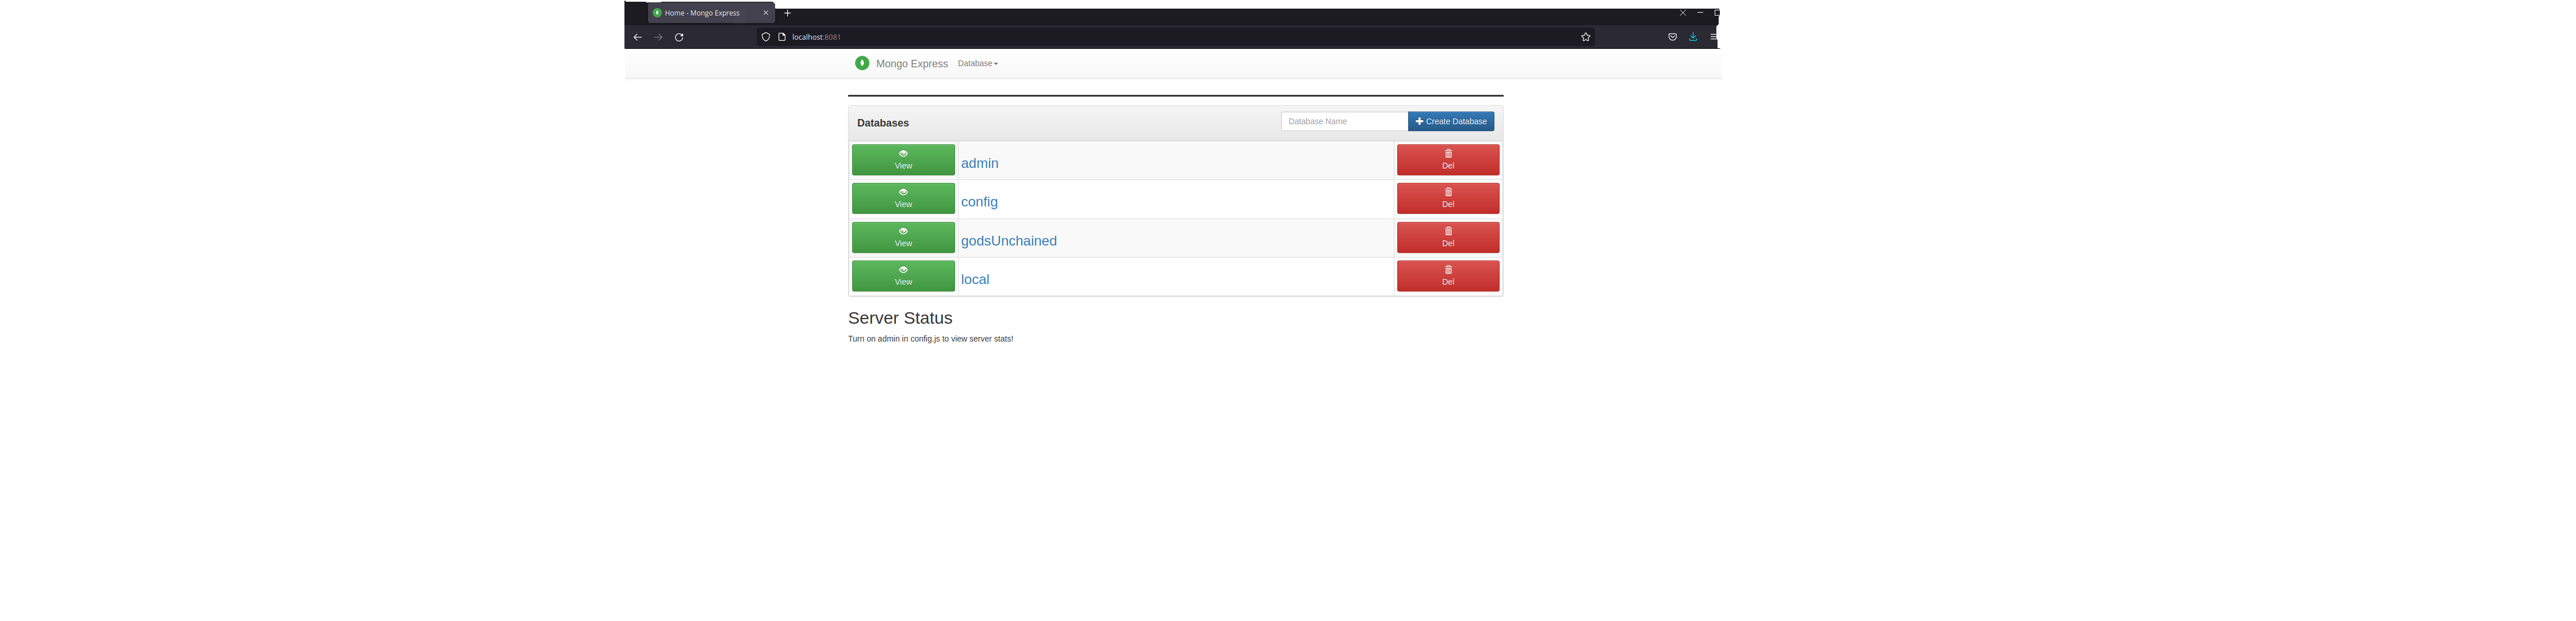 Home - Mongo Express
localhost:8081
Mongo Express Database
Databases Database Name Create Database
View admin Del
View config Del
View godsUnchained Del
View local Del
Server Status
Turn on admin in config.js to view server stats!